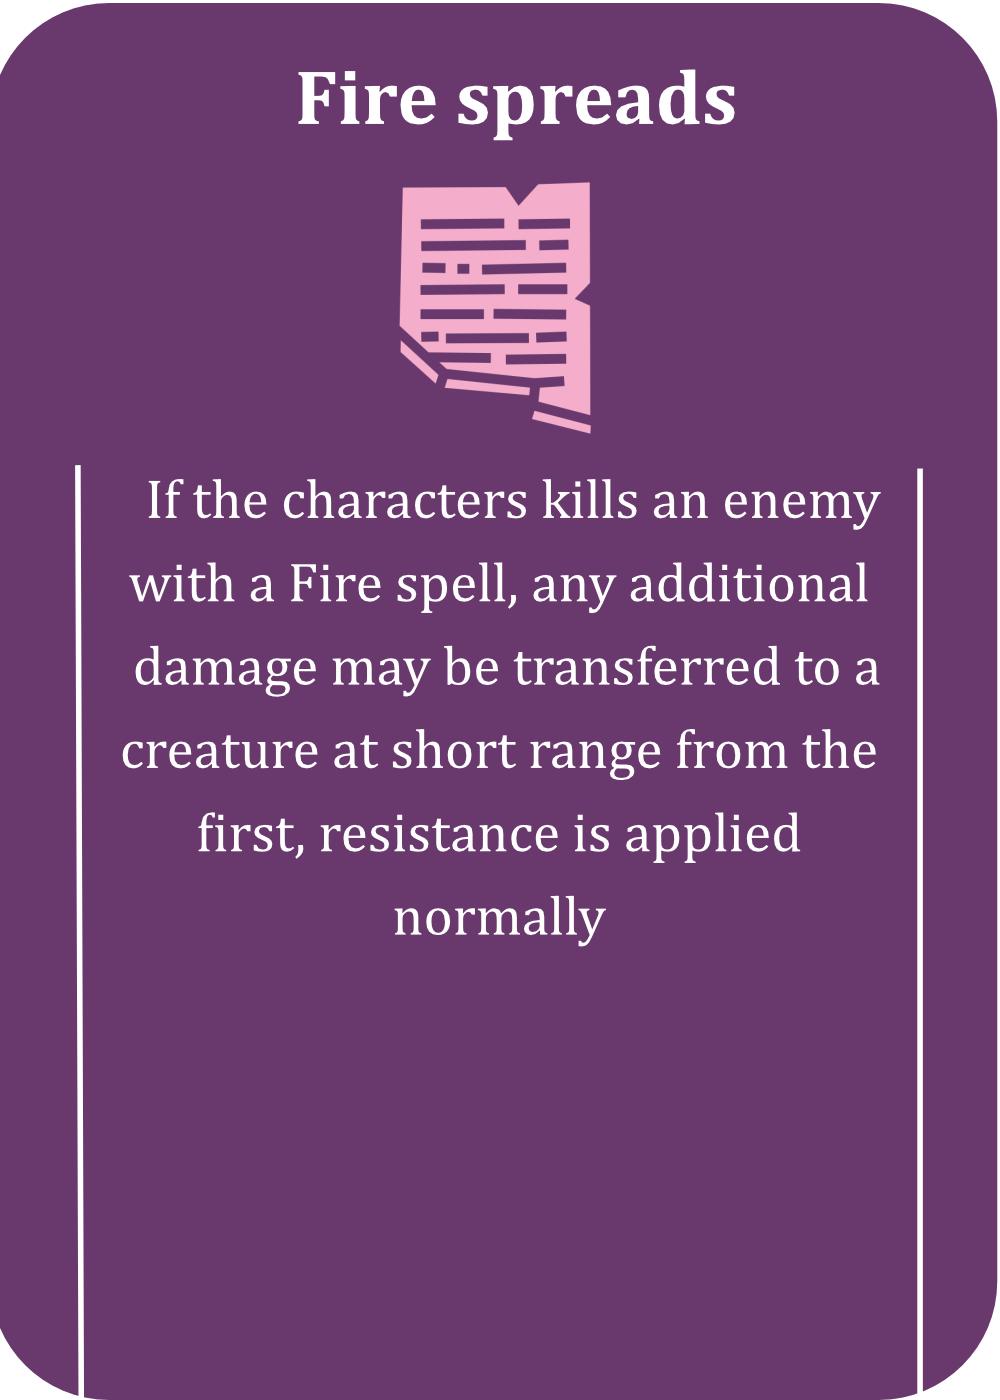 Fire spreads
If the characters kills an enemy
with a Fire spell, any additional
damage may be transferred to a
creature at short range from the
first, resistance is applied
normally